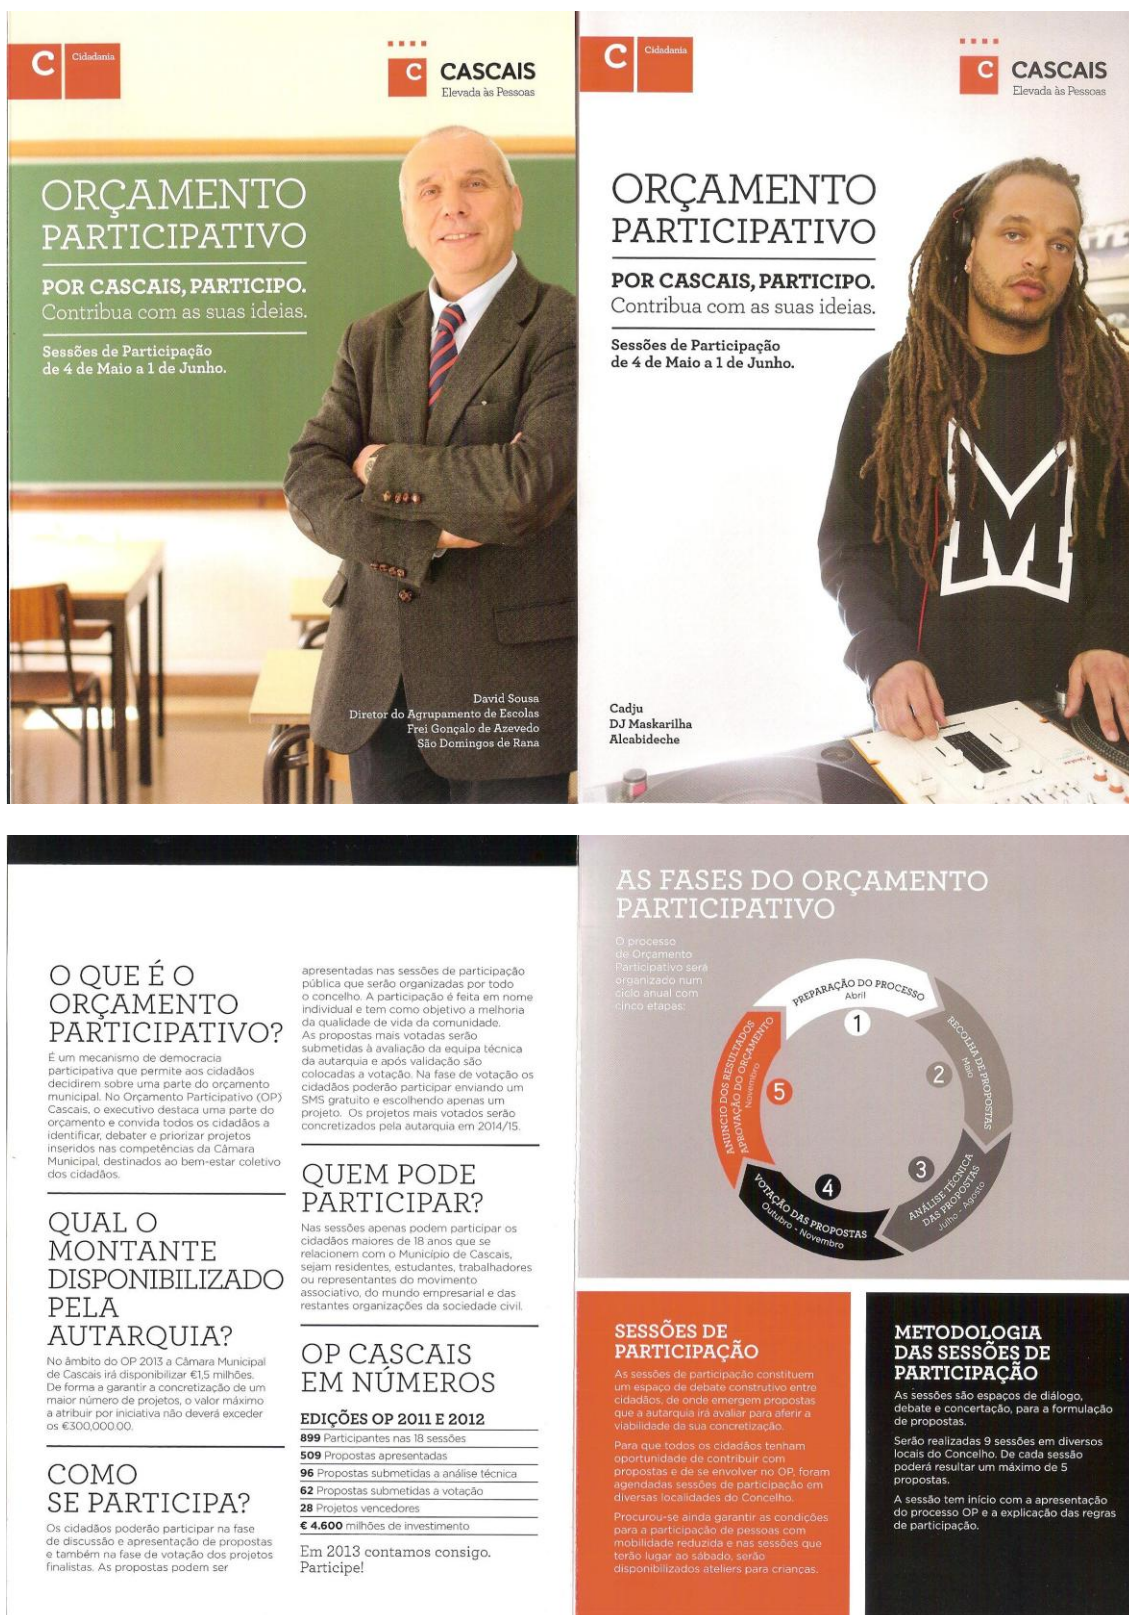 C Cidadania
C CASCAIS
Elevada às Pessoas
ORÇAMENTO
PARTICIPATIVO
POR CASCAIS, PARTICIPO.
Contribua com as suas ideias.
Sessões de Participação
de 4 de Maio a 1 de Junho.
David Sousa
Diretor do Agrupamento de Escolas
Frei Gonçalo de Azevedo
São Domingos de Rana
C Cidadania
C CASCAIS
Elevada às Pessoas
ORÇAMENTO
PARTICIPATIVO
POR CASCAIS, PARTICIPO.
Contribua com as suas ideias.
Sessões de Participação
de 4 de Maio a 1 de Junho.
M
Cadju
DJ Maskarilha
Alcabideche
O QUE É O
ORÇAMENTO
PARTICIPATIVO?
É um mecanismo de democracia
participativa que permite aos cidadãos
decidirem sobre uma parte do orçamento
municipal. No Orçamento Participativo (OP)
Cascais, o executivo destaca uma parte do
orçamento e convida todos os cidadãos a
identificar, debater e priorizar projetos
inseridos nas competências da Câmara
Municipal, destinados ao bem-estar coletivo
dos cidadãos.
QUAL O
MONTANTE
DISPONIBILIZADO
PELA
AUTARQUIA?
No âmbito do OP 2013 a Câmara Municipal
de Cascais irá disponibilizar €1,5 milhões.
De forma a garantir a concretização de um
maior número de projetos, o valor máximo
a atribuir por iniciativa não deverá exceder
os €300,000.00.
COMO
SE PARTICIPA?
Os cidadãos poderão participar na fase
de discussão e apresentação de propostas
e também na fase de votação dos projetos
finalistas. As propostas podem ser
apresentadas nas sessões de participação
pública que serão organizadas por todo
o concelho. A participação é feita em nome
individual e tem como objetivo a melhoria
da qualidade de vida da comunidade.
As propostas mais votadas serão
submetidas à avaliação da equipa técnica
da autarquia e após validação são
colocadas a votação. Na fase de votação os
cidadãos poderão participar enviando um
SMS gratuito e escolhendo apenas um
projeto. Os projetos mais votados serão
concretizados pela autarquia em 2014/15.
QUEM PODE
PARTICIPAR?
Nas sessões apenas podem participar os
cidadãos maiores de 18 anos que se
relacionem com o Município de Cascais,
sejam residentes, estudantes, trabalhadores
ou representantes do movimento
associativo, do mundo empresarial e das
restantes organizações da sociedade civil.
OP CASCAIS
EM NÚMEROS
EDIÇÕES OP 2011 E 2012
899 Participantes nas 18 sessões
509 Propostas apresentadas
96 Propostas submetidas a análise técnica
62 Propostas submetidas a votação
28 Projetos vencedores
€ 4.600 milhões de investimento
Em 2013 contamos consigo.
Participe!
AS FASES DO ORÇAMENTO
PARTICIPATIVO
O processo
de Orçamento
Participativo será
organizado num
ciclo anual com
cinco etapas:
PREPARAÇÃO DO PROCESSO
Abril
1
RECOLHA DE PROPOSTAS
Maio
2
ANÁLISE TÉCNICA
DAS PROPOSTAS
Julho - Agosto
3
VOTAÇÃO DAS PROPOSTAS
Outubro - Novembro
4
ANUNCIO DOS RESULTADOS
APROVAÇÃO DO ORÇAMENTO
Novembro
5
SESSÕES DE
PARTICIPAÇÃO
As sessões de participação constituem
um espaço de debate construtivo entre
cidadãos, de onde emergem propostas
que a autarquia irá avaliar para aferir a
viabilidade da sua concretização.
Para que todos os cidadãos tenham
oportunidade de contribuir com
propostas e de se envolver no OP, foram
agendadas sessões de participação em
diversas localidades do Concelho.
Procurou-se ainda garantir as condições
para a participação de pessoas com
mobilidade reduzida e nas sessões que
terão lugar ao sábado, serão
disponibilizados ateliers para crianças.
METODOLOGIA
DAS SESSÕES DE
PARTICIPAÇÃO
As sessões são espaços de diálogo,
debate e concertação, para a formulação
de propostas.
Serão realizadas 9 sessões em diversos
locais do Concelho. De cada sessão
poderá resultar um máximo de 5
propostas.
A sessão tem início com a apresentação
do processo OP e a explicação das regras
de participação.